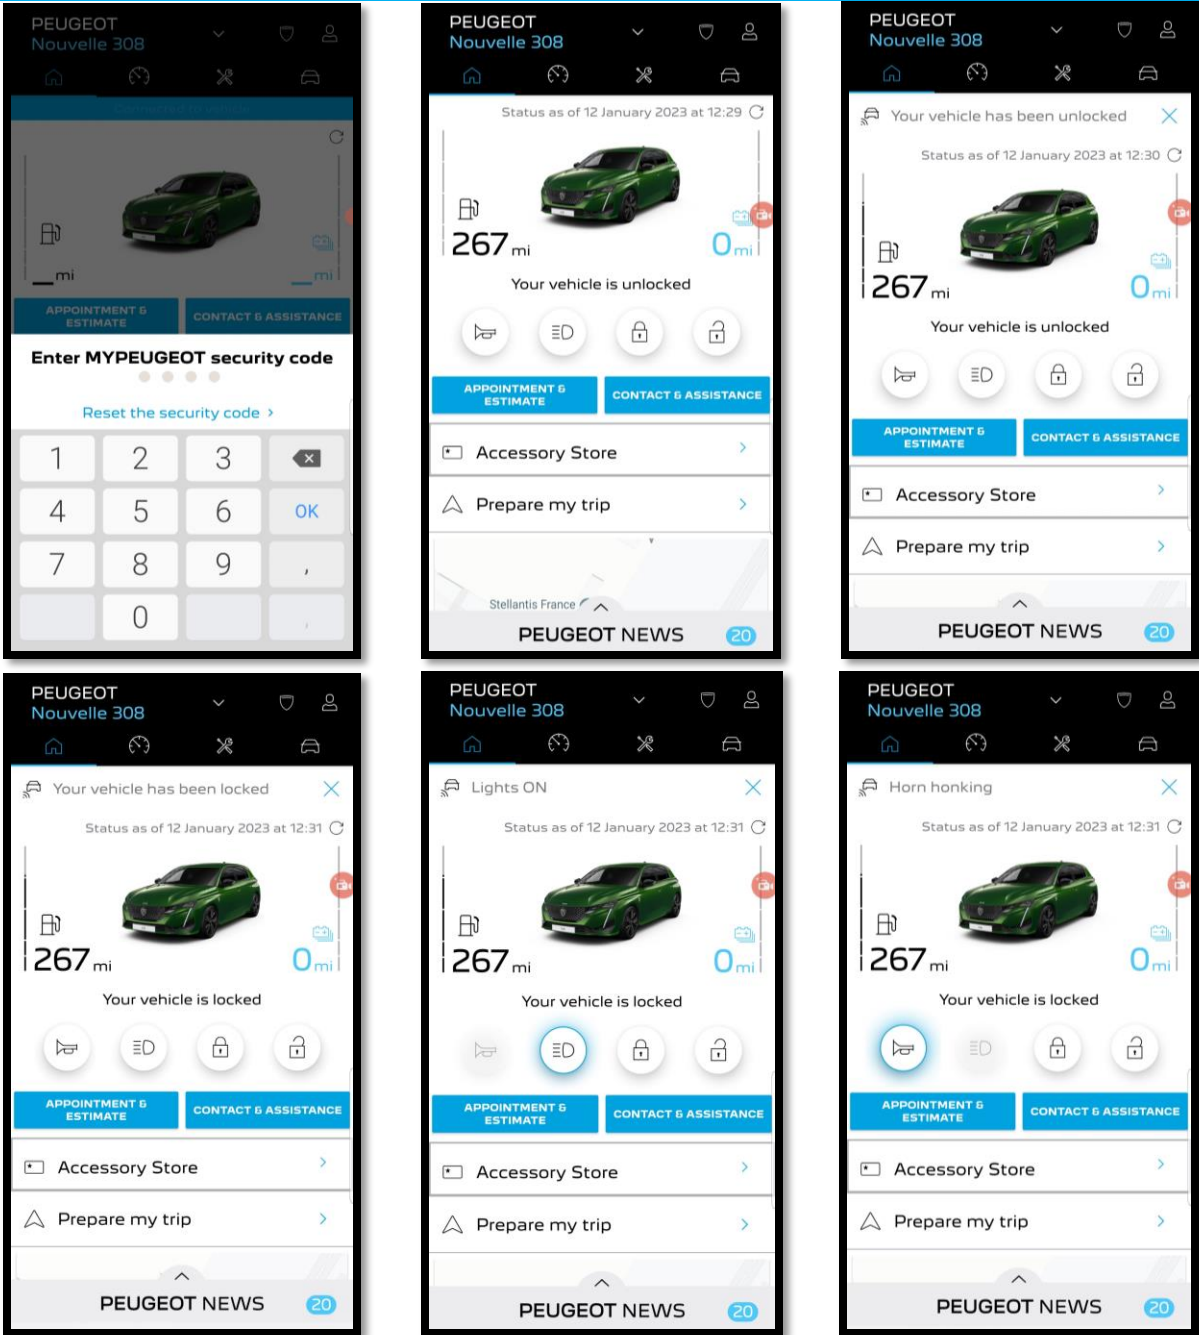 PEUGEOT
Nouvelle 308
Connected to vehicle
mi
mi
APPOINTMENT &
ESTIMATE
CONTACT & ASSISTANCE
Enter MYPEUGEOT security code
Reset the security code >
1 2 3
4 5 6 OK
7 8 9 ,
0
PEUGEOT
Nouvelle 308
Status as of 12 January 2023 at 12:29
267 mi
0 mi
Your vehicle is unlocked
APPOINTMENT &
ESTIMATE
CONTACT & ASSISTANCE
Accessory Store
Prepare my trip
Stellantis France
PEUGEOT NEWS 20
PEUGEOT
Nouvelle 308
Your vehicle has been unlocked
Status as of 12 January 2023 at 12:30
267 mi
0 mi
Your vehicle is unlocked
APPOINTMENT &
ESTIMATE
CONTACT & ASSISTANCE
Accessory Store
Prepare my trip
PEUGEOT NEWS 20
PEUGEOT
Nouvelle 308
Your vehicle has been locked
Status as of 12 January 2023 at 12:31
267 mi
0 mi
Your vehicle is locked
APPOINTMENT &
ESTIMATE
CONTACT & ASSISTANCE
Accessory Store
Prepare my trip
PEUGEOT NEWS 20
PEUGEOT
Nouvelle 308
Lights ON
Status as of 12 January 2023 at 12:31
267 mi
0 mi
Your vehicle is locked
APPOINTMENT &
ESTIMATE
CONTACT & ASSISTANCE
Accessory Store
Prepare my trip
PEUGEOT NEWS 20
PEUGEOT
Nouvelle 308
Horn honking
Status as of 12 January 2023 at 12:31
267 mi
0 mi
Your vehicle is locked
APPOINTMENT &
ESTIMATE
CONTACT & ASSISTANCE
Accessory Store
Prepare my trip
PEUGEOT NEWS 20